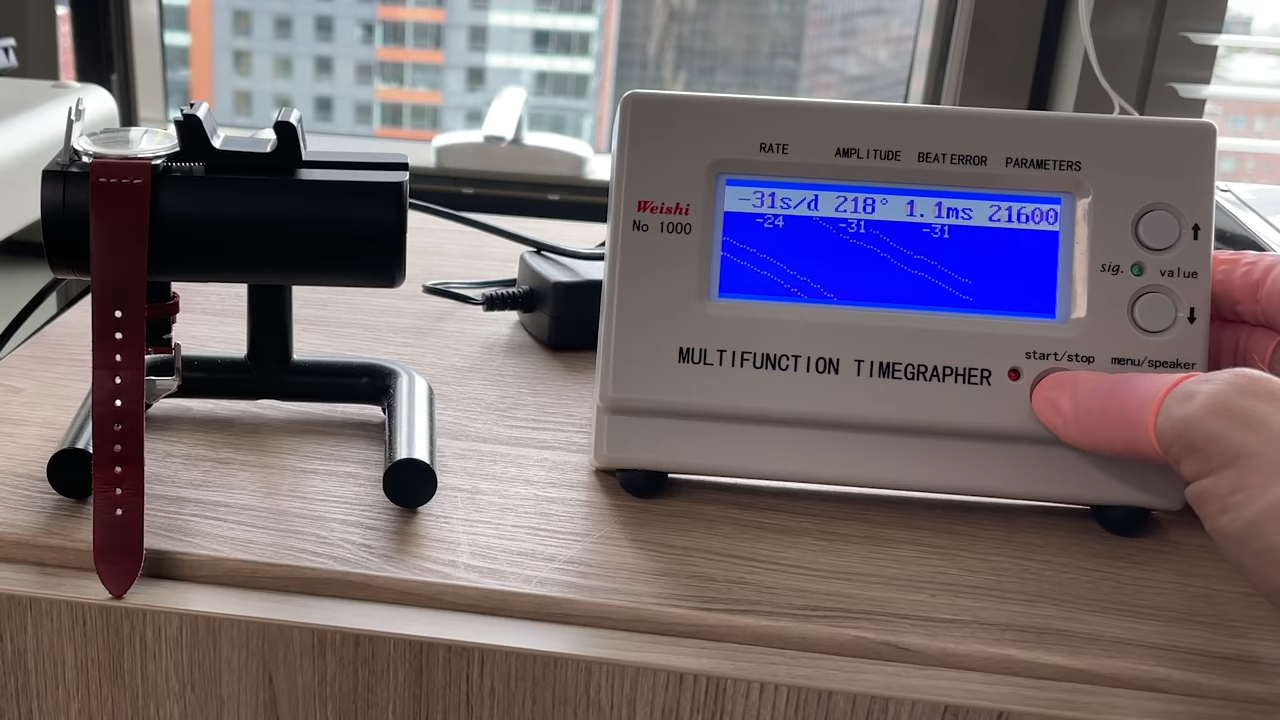 RATE AMPLITUDE BEAT ERROR PARAMETERS
-31s/d 218° 1.1ms 21600
-24 -31 -31
Weishi
No 1000
sig. value
MULTIFUNCTION TIMEGRAPHER
start/stop menu/speaker